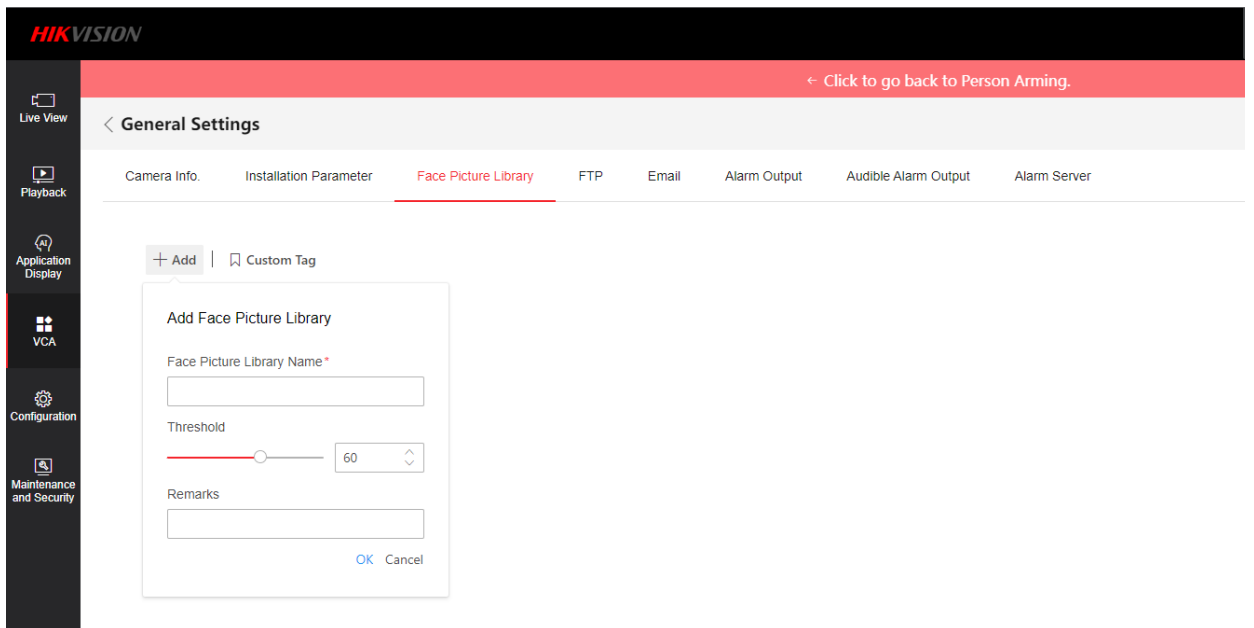 HIKVISION
← Click to go back to Person Arming.
Live View
< General Settings
Camera Info. Installation Parameter Face Picture Library FTP Email Alarm Output Audible Alarm Output Alarm Server
Playback
AI
Application
Display
VCA
Configuration
Maintenance
and Security
+ Add | Custom Tag
Add Face Picture Library
Face Picture Library Name*
Threshold
60
Remarks
OK Cancel